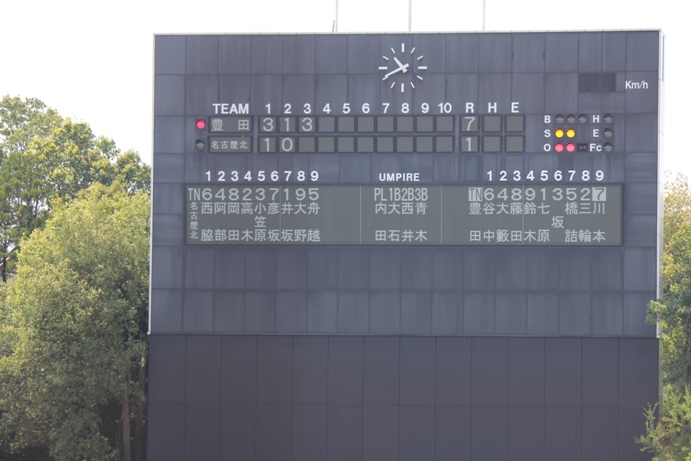 Km/h
TEAM 1 2 3 4 5 6 7 8 9 10 R H E
豊田 3 1 3 7
名古屋北 1 0 1
B H
S E
O Fc
1 2 3 4 5 6 7 8 9 UMPIRE 1 2 3 4 5 6 7 8 9
TN 6 4 8 2 3 7 1 9 5 PL 1B 2B 3B TN 6 4 8 9 1 3 5 2 7
名古屋北 西脇 阿部 岡田 高木 小笠原 彦坂 井坂 大野 舟越 内田 大石 西井 青木 豊田 谷中 大籔 藤田 鈴木 七原 坂 橋詰 三輪 川本